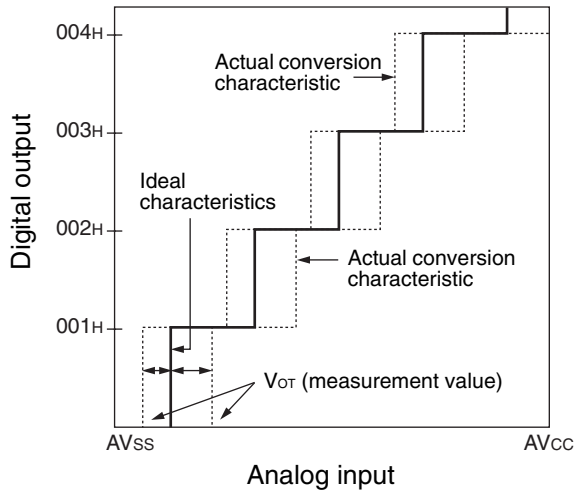 004H
Actual conversion
characteristic
003H
Ideal
characteristics
002H
Actual conversion
characteristic
001H
VOT (measurement value)
AVSS
AVCC
Analog input
Digital output